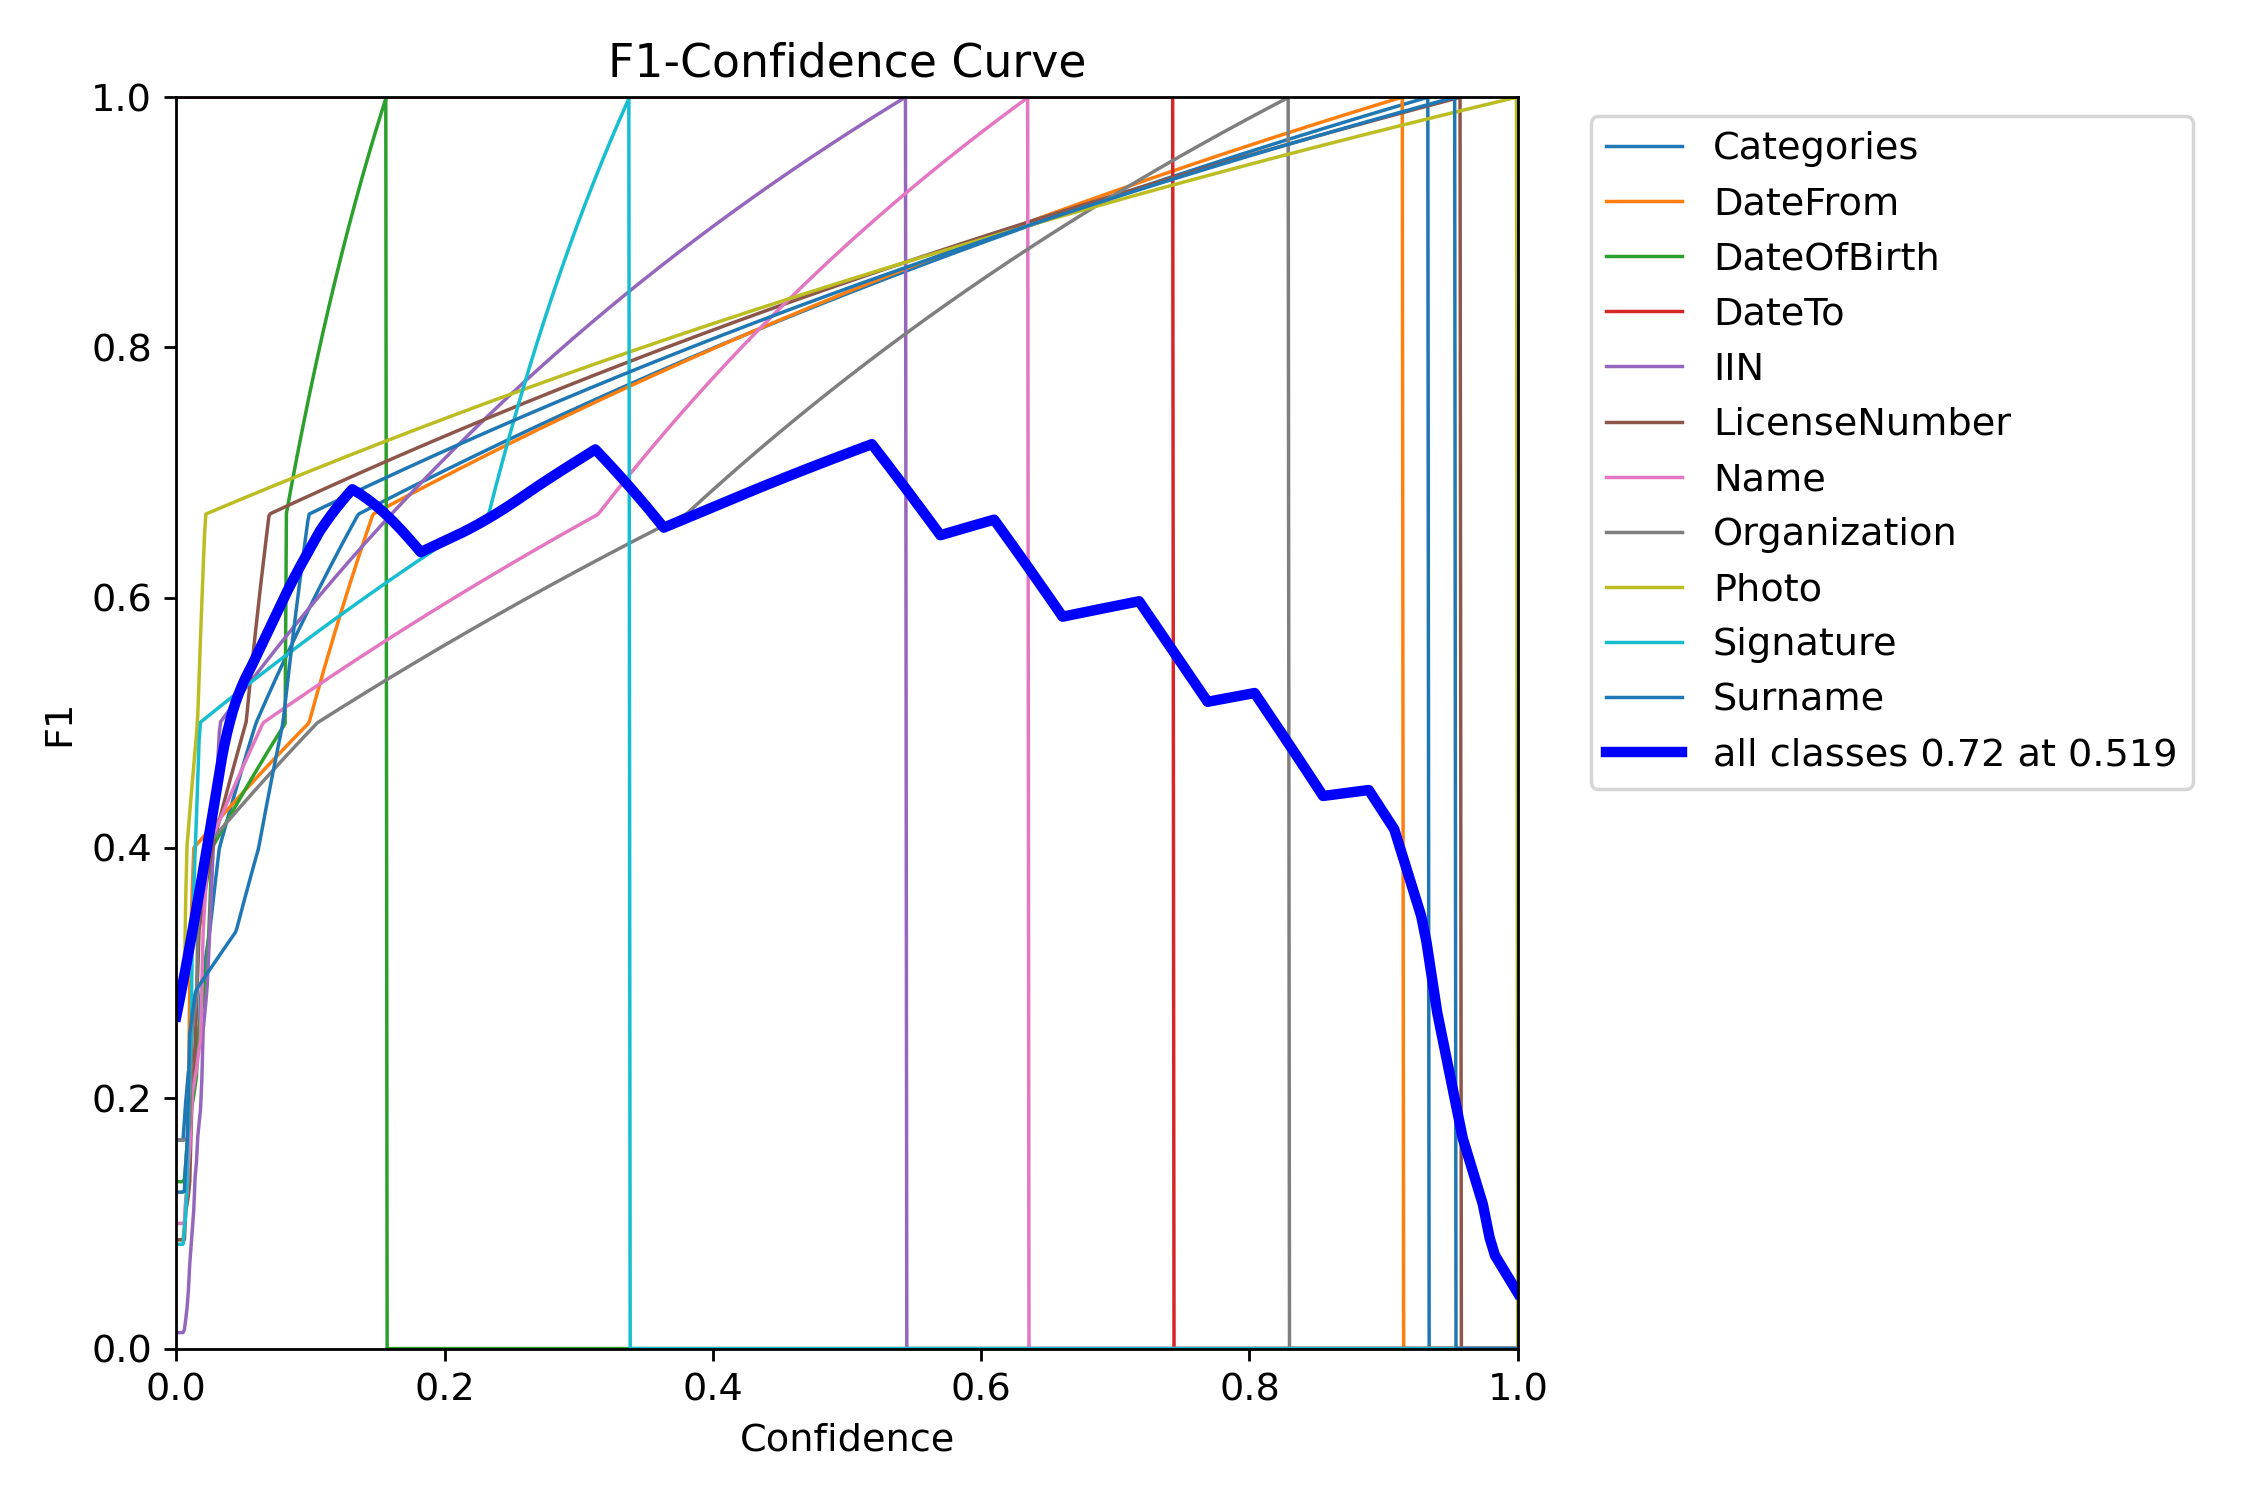 F1-Confidence Curve
1.0
0.8
0.6
0.4
0.2
0.0
F1
0.0 0.2 0.4 0.6 0.8 1.0
Confidence
Categories
DateFrom
DateOfBirth
DateTo
IIN
LicenseNumber
Name
Organization
Photo
Signature
Surname
all classes 0.72 at 0.519